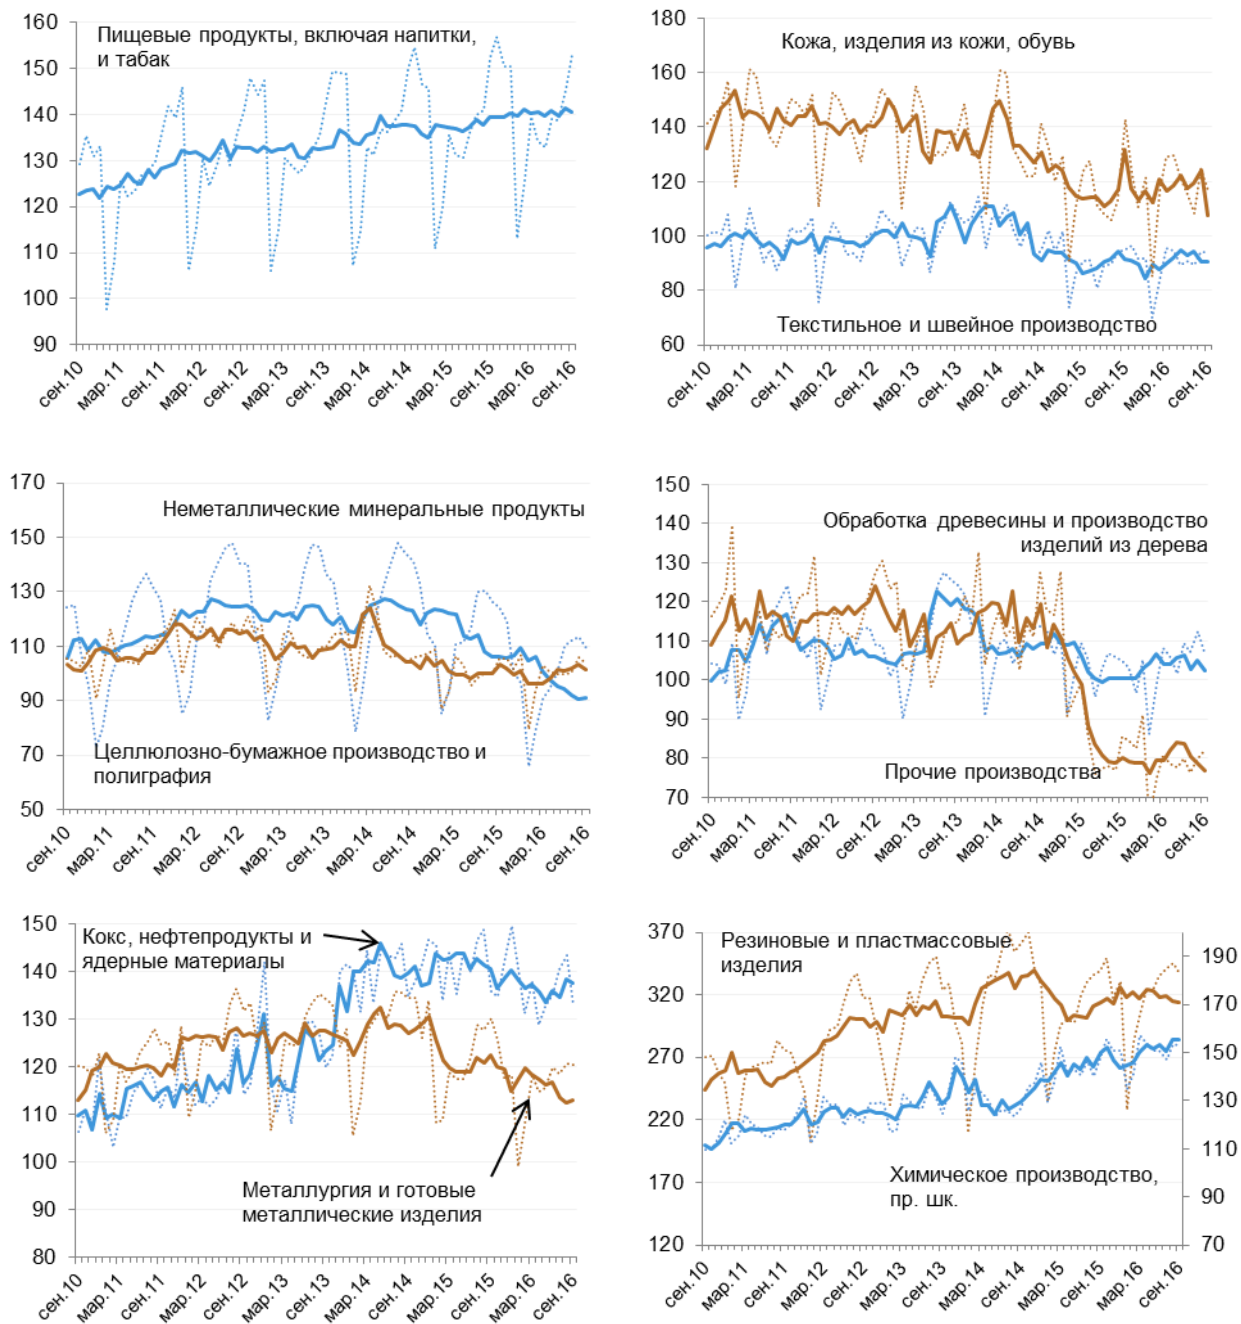 160
150
140
130
120
110
100
90
Пищевые продукты, включая напитки,
и табак
сен.10
мар.11
сен.11
мар.12
сен.12
мар.13
сен.13
мар.14
сен.14
мар.15
сен.15
мар.16
сен.16
180
160
140
120
100
80
60
Кожа, изделия из кожи, обувь
Текстильное и швейное производство
сен.10
мар.11
сен.11
мар.12
сен.12
мар.13
сен.13
мар.14
сен.14
мар.15
сен.15
мар.16
сен.16
170
150
130
110
90
70
50
Неметаллические минеральные продукты
Целлюлозно-бумажное производство и
полиграфия
сен.10
мар.11
сен.11
мар.12
сен.12
мар.13
сен.13
мар.14
сен.14
мар.15
сен.15
мар.16
сен.16
150
140
130
120
110
100
90
80
70
Обработка древесины и производство
изделий из дерева
Прочие производства
сен.10
мар.11
сен.11
мар.12
сен.12
мар.13
сен.13
мар.14
сен.14
мар.15
сен.15
мар.16
сен.16
150
140
130
120
110
100
90
80
Кокс, нефтепродукты и
ядерные материалы
Металлургия и готовые
металлические изделия
сен.10
мар.11
сен.11
мар.12
сен.12
мар.13
сен.13
мар.14
сен.14
мар.15
сен.15
мар.16
сен.16
370
320
270
220
170
120
Резиновые и пластмассовые
изделия
Химическое производство,
пр. шк.
190
170
150
130
110
90
70
сен.10
мар.11
сен.11
мар.12
сен.12
мар.13
сен.13
мар.14
сен.14
мар.15
сен.15
мар.16
сен.16